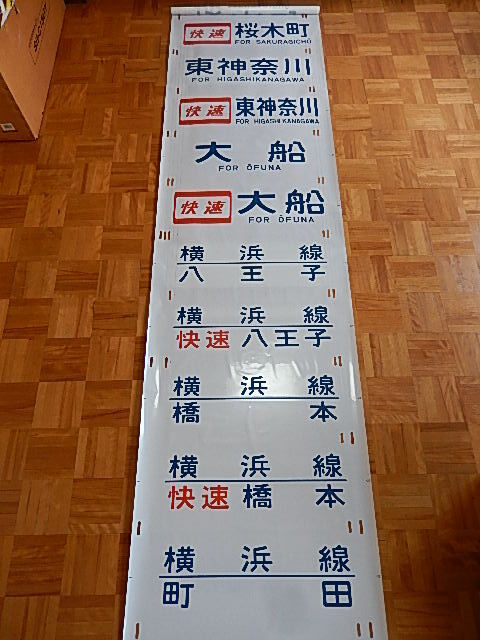 快速 桜木町
FOR SAKURAGICHŌ
東神奈川
FOR HIGASHIKANAGAWA
快速 東神奈川
FOR HIGASHIKANAGAWA
大船
FOR ŌFUNA
快速 大船
FOR ŌFUNA
横浜線
八王子
横浜線
快速 八王子
横浜線
橋本
横浜線
快速 橋本
横浜線
町田